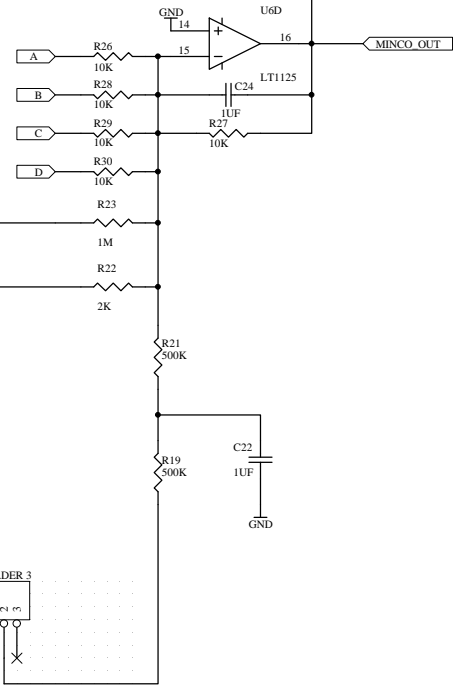 U6D
GND
14
15
16
MINCO_OUT
LT1125
A
R26
10K
B
R28
10K
C24
1UF
C
R29
10K
R27
10K
D
R30
10K
R23
1M
R22
2K
R21
500K
C22
1UF
R19
500K
GND
DER 3
2
3